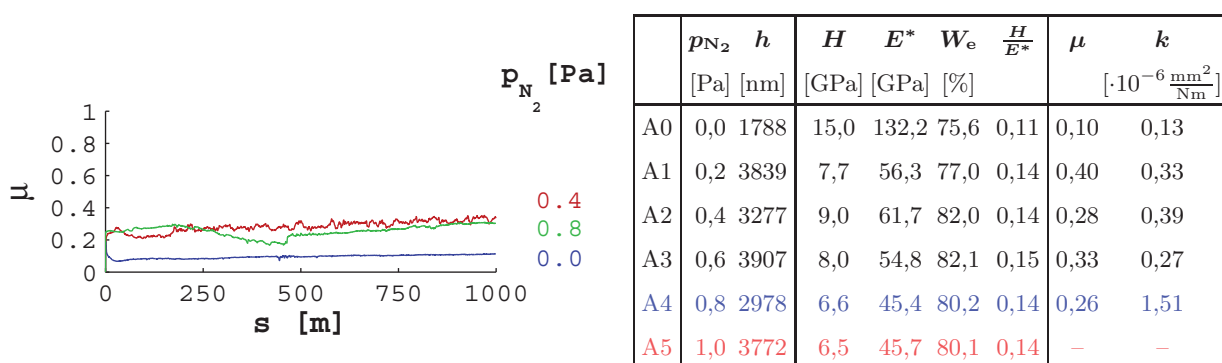 p_N2 [Pa]
1
0.8
0.6
0.4
0.2
0
μ
0.4
0.8
0.0
0 250 500 750 1000
s [m]
p_N₂ h H E* W_e H/E* μ k
[Pa] [nm] [GPa] [GPa] [%] [·10⁻⁶ mm²/Nm]
A0 0,0 1788 15,0 132,2 75,6 0,11 0,10 0,13
A1 0,2 3839 7,7 56,3 77,0 0,14 0,40 0,33
A2 0,4 3277 9,0 61,7 82,0 0,14 0,28 0,39
A3 0,6 3907 8,0 54,8 82,1 0,15 0,33 0,27
A4 0,8 2978 6,6 45,4 80,2 0,14 0,26 1,51
A5 1,0 3772 6,5 45,7 80,1 0,14 – –